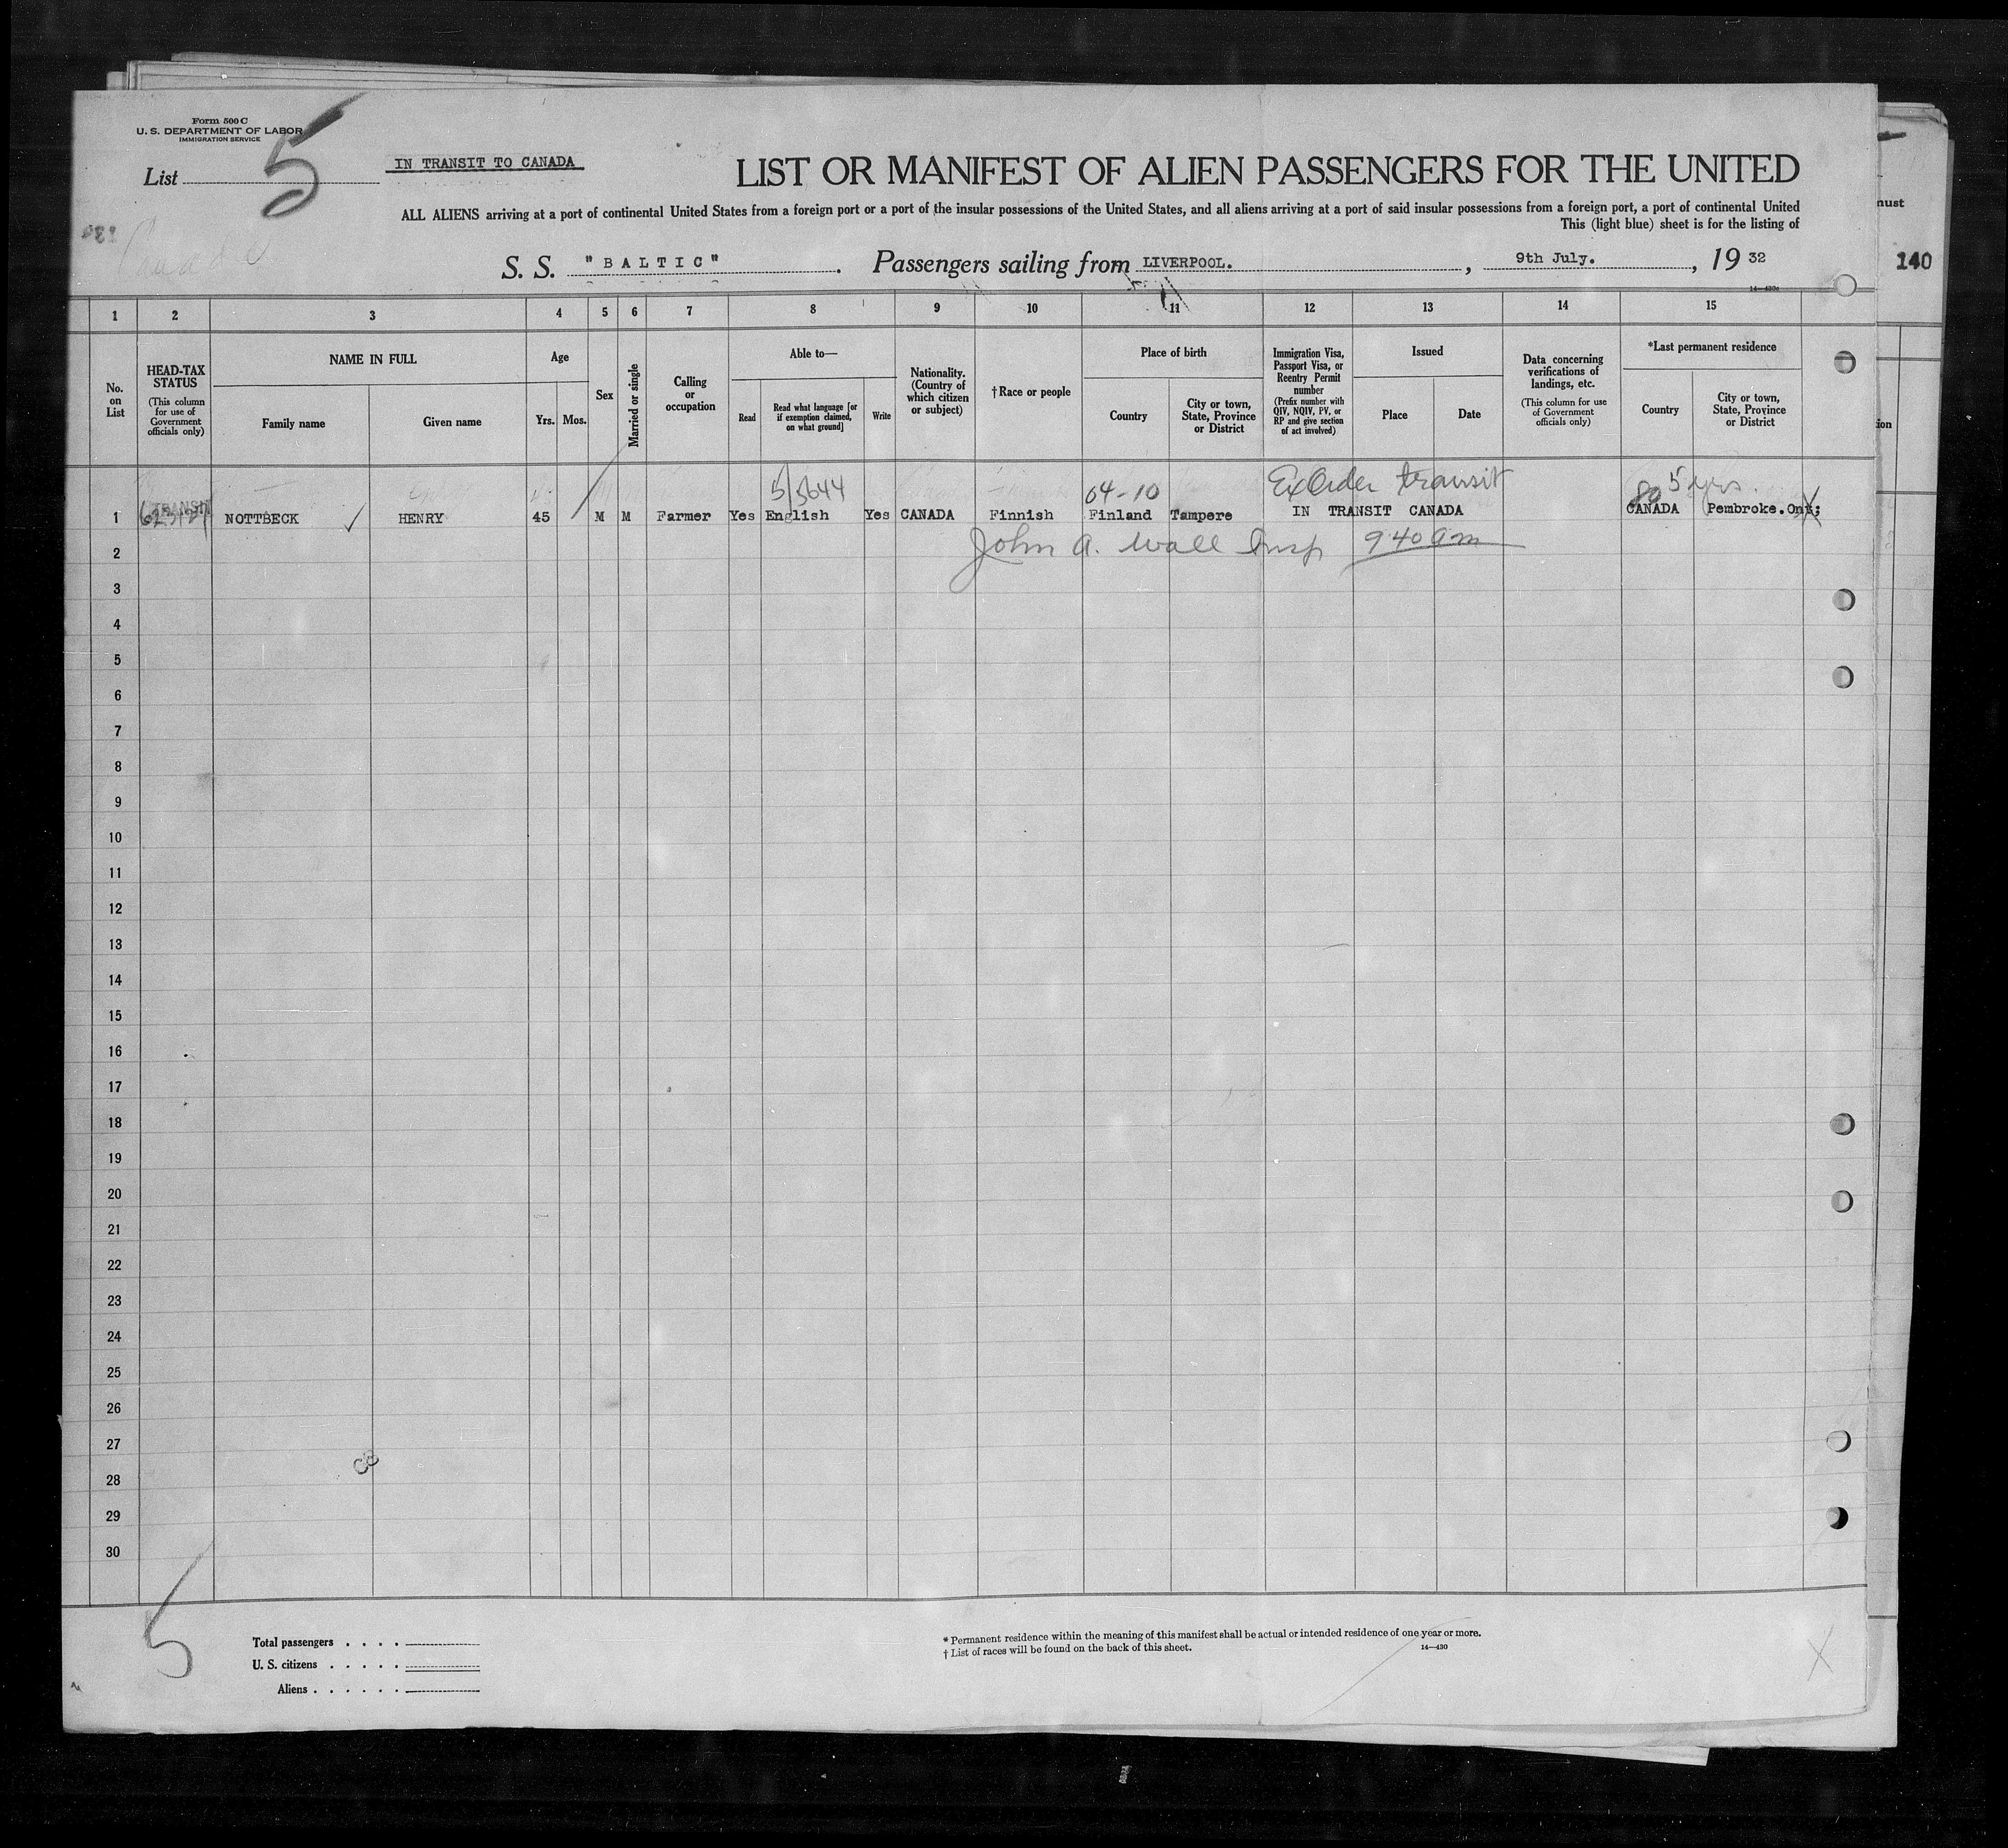 Form 500 C
U. S. DEPARTMENT OF LABOR
IMMIGRATION SERVICE
List 5
IN TRANSIT TO CANADA
LIST OR MANIFEST OF ALIEN PASSENGERS FOR THE UNITED
ALL ALIENS arriving at a port of continental United States from a foreign port or a port of the insular possessions of the United States, and all aliens arriving at a port of said insular possessions from a foreign port, a port of continental United
This (light blue) sheet is for the listing of
must
Canada
S. S. "BALTIC". Passengers sailing from LIVERPOOL., 9th July., 19 32
140
1 2 3 4 5 6 7 8 9 10 11 12 13 14 15
No. on List
HEAD-TAX STATUS
(This column for use of Government officials only)
NAME IN FULL
Family name
Given name
Age
Yrs. Mos.
Sex
Married or single
Calling or occupation
Able to—
Read
Read what language [or if exemption claimed, on what ground]
Write
Nationality. (Country of which citizen or subject)
† Race or people
Place of birth
Country
City or town, State, Province or District
Immigration Visa, Passport Visa, or Reentry Permit number
(Prefix number with QIV, NQIV, PV, or RP and give section of act involved)
Issued
Place
Date
Data concerning verifications of landings, etc.
(This column for use of Government officials only)
*Last permanent residence
Country
City or town, State, Province or District
5/5644 04-10 Ex Order transit 5 yrs.
TRANSIT
1 NOTTBECK ✓ HENRY 45 M M Farmer Yes English Yes CANADA Finnish Finland Tampere IN TRANSIT CANADA CANADA Pembroke.Ont;
2 John A. Wall Insp 940 am
3
4
5
6
7
8
9
10
11
12
13
14
15
16
17
18
19
20
21
22
23
24
25
26
27
28
29
30
5
Total passengers . . . .
U. S. citizens . . . . .
Aliens . . . . . .
* Permanent residence within the meaning of this manifest shall be actual or intended residence of one year or more.
† List of races will be found on the back of this sheet.
14—430